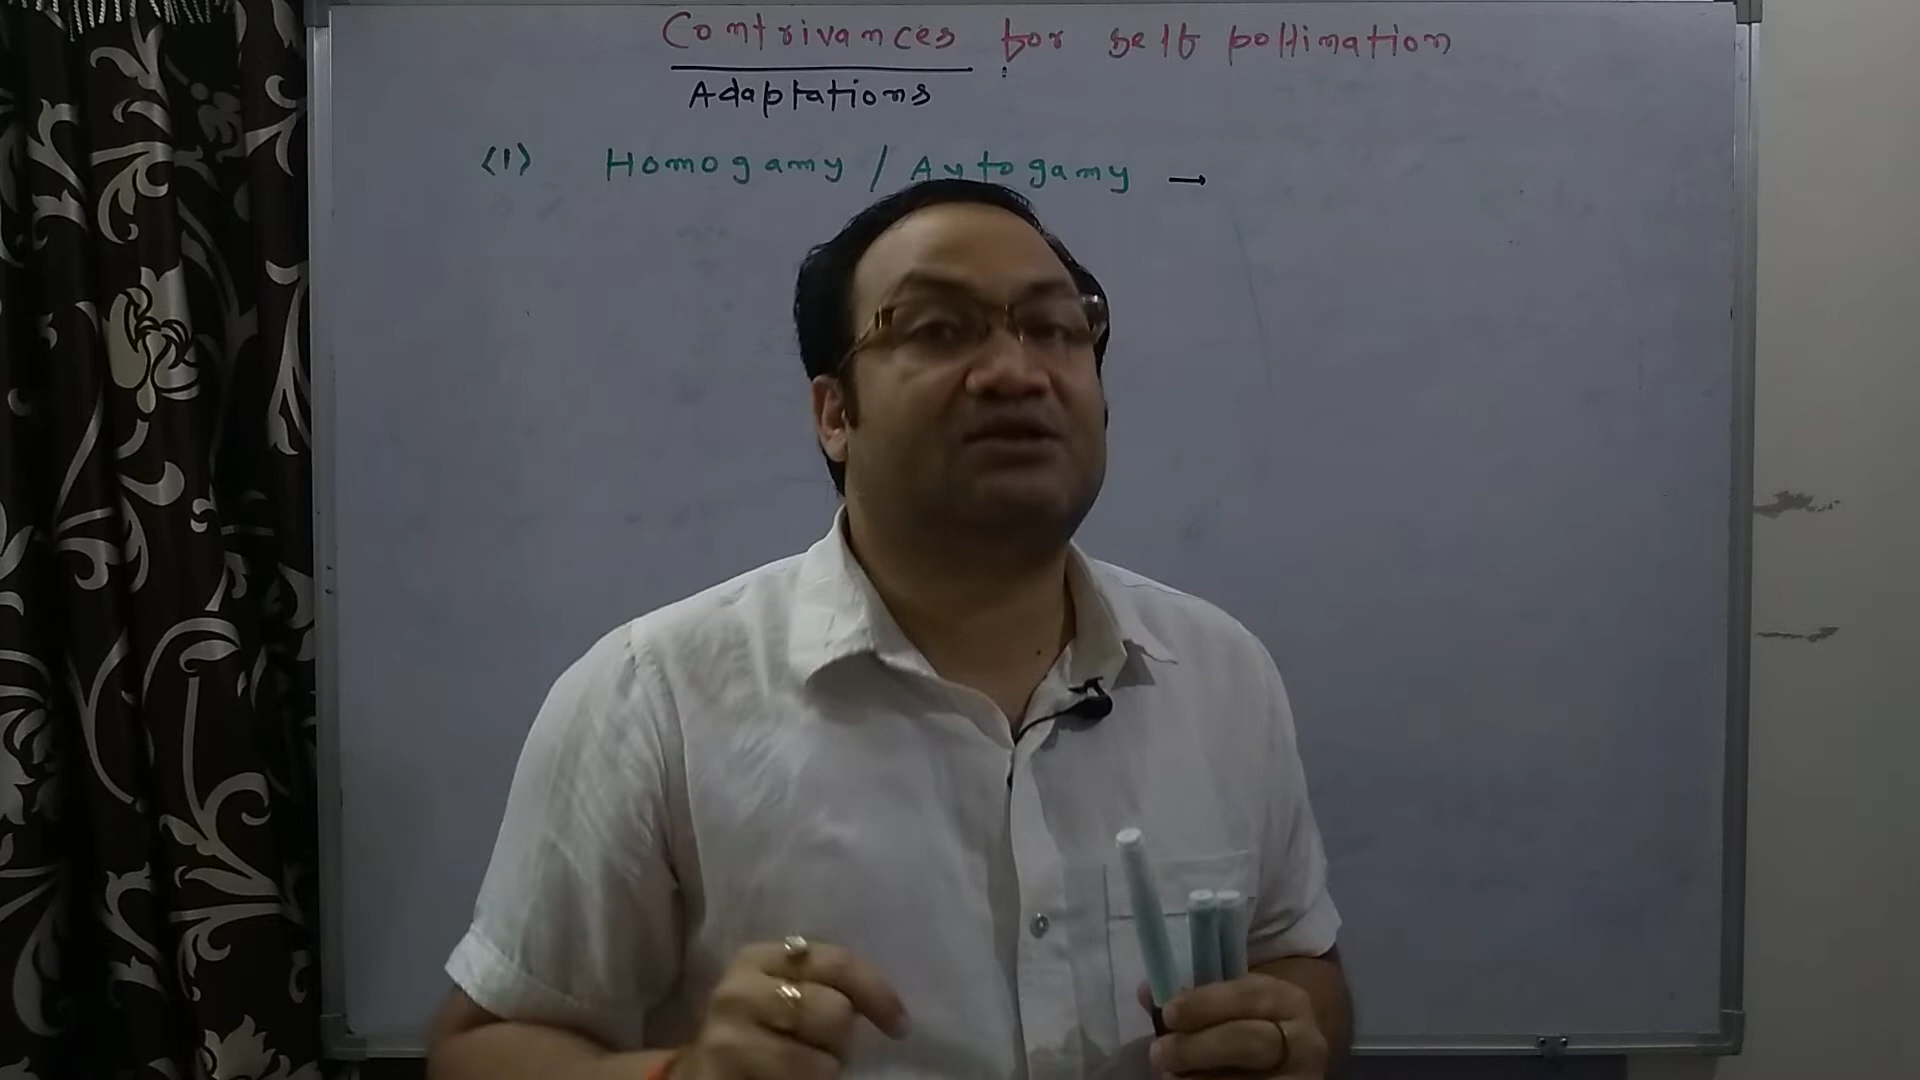 Contrivances for self pollination
Adaptations
(1) Homogamy / Autogamy →